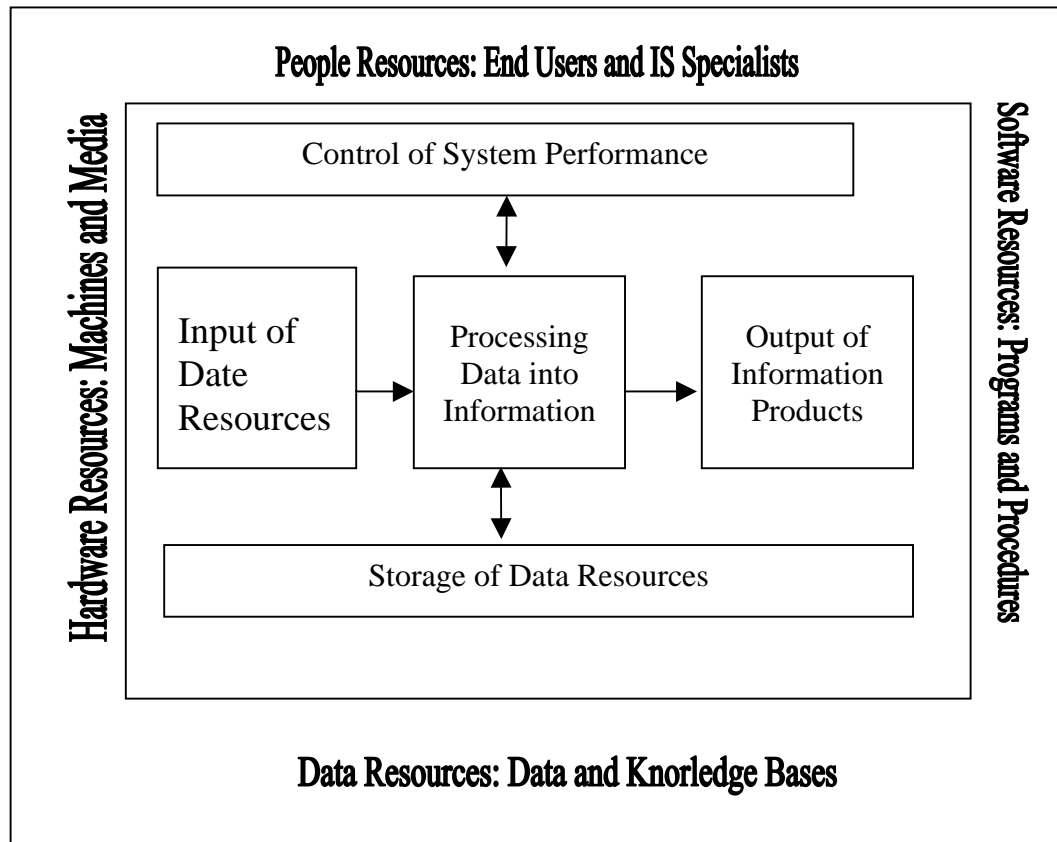 People Resources: End Users and IS Specialists
Hardware Resources: Machines and Media
Control of System Performance
Input of
Date
Resources
Processing
Data into
Information
Output of
Information
Products
Storage of Data Resources
Software Resources: Programs and Procedures
Data Resources: Data and Knorledge Bases